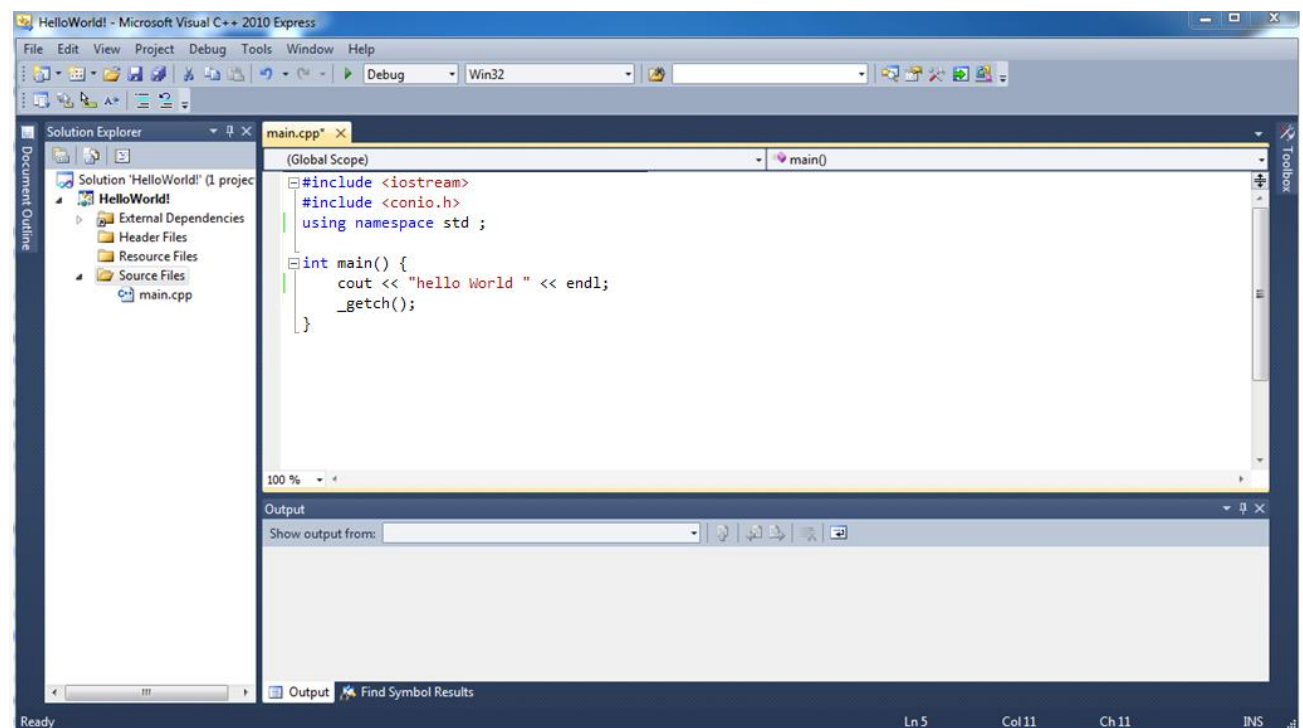 HelloWorld! - Microsoft Visual C++ 2010 Express
File Edit View Project Debug Tools Window Help
Debug Win32
Solution Explorer
main.cpp*
(Global Scope) main()
Solution 'HelloWorld!' (1 projec
HelloWorld!
External Dependencies
Header Files
Resource Files
Source Files
main.cpp
#include <iostream>
#include <conio.h>
using namespace std ;
int main() {
cout << "hello World " << endl;
_getch();
}
100 %
Output
Show output from:
Output Find Symbol Results
Document Outline
Toolbox
Ready Ln 5 Col 11 Ch 11 INS